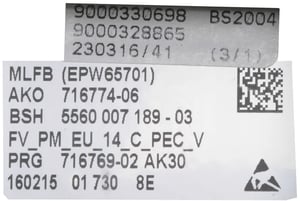 9000330698 BS2004
9000328865
230316/41 (3/1)
MLFB (EPW65701)
AKO 716774-06
BSH 5560 007 189 - 03
FV_PM_EU_14_C_PEC_V
PRG 716769-02 AK30
160215 01 730 8E